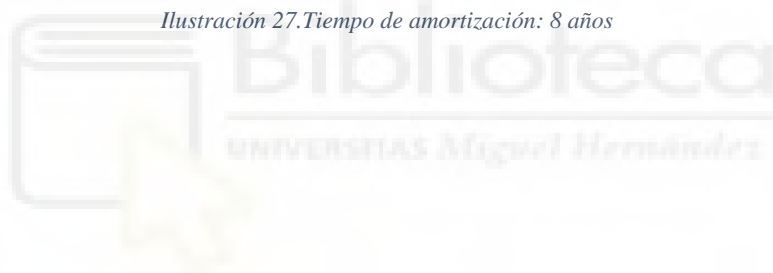 Ilustración 27.Tiempo de amortización: 8 años
Biblioteca
UNIVERSITAS Miguel Hernández